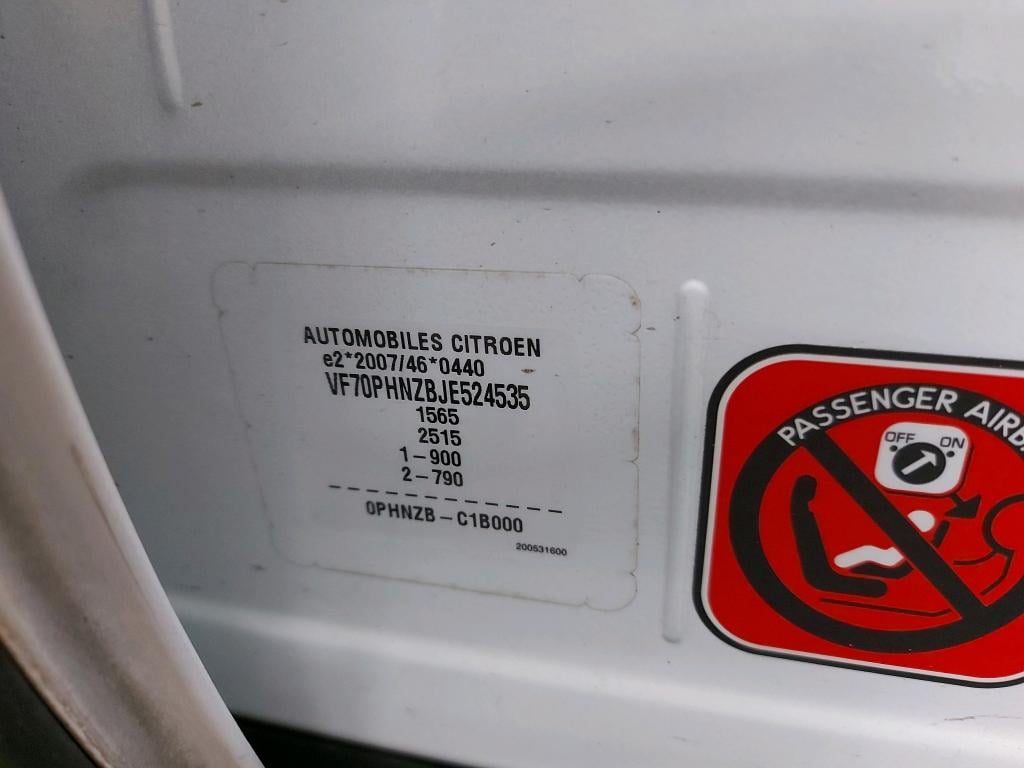 AUTOMOBILES CITROEN
e2*2007/46*0440
VF70PHNZBJE524535
1565
2515
1-900
2-790
0PHNZB-C1B000
200531600
PASSENGER
OFF ON